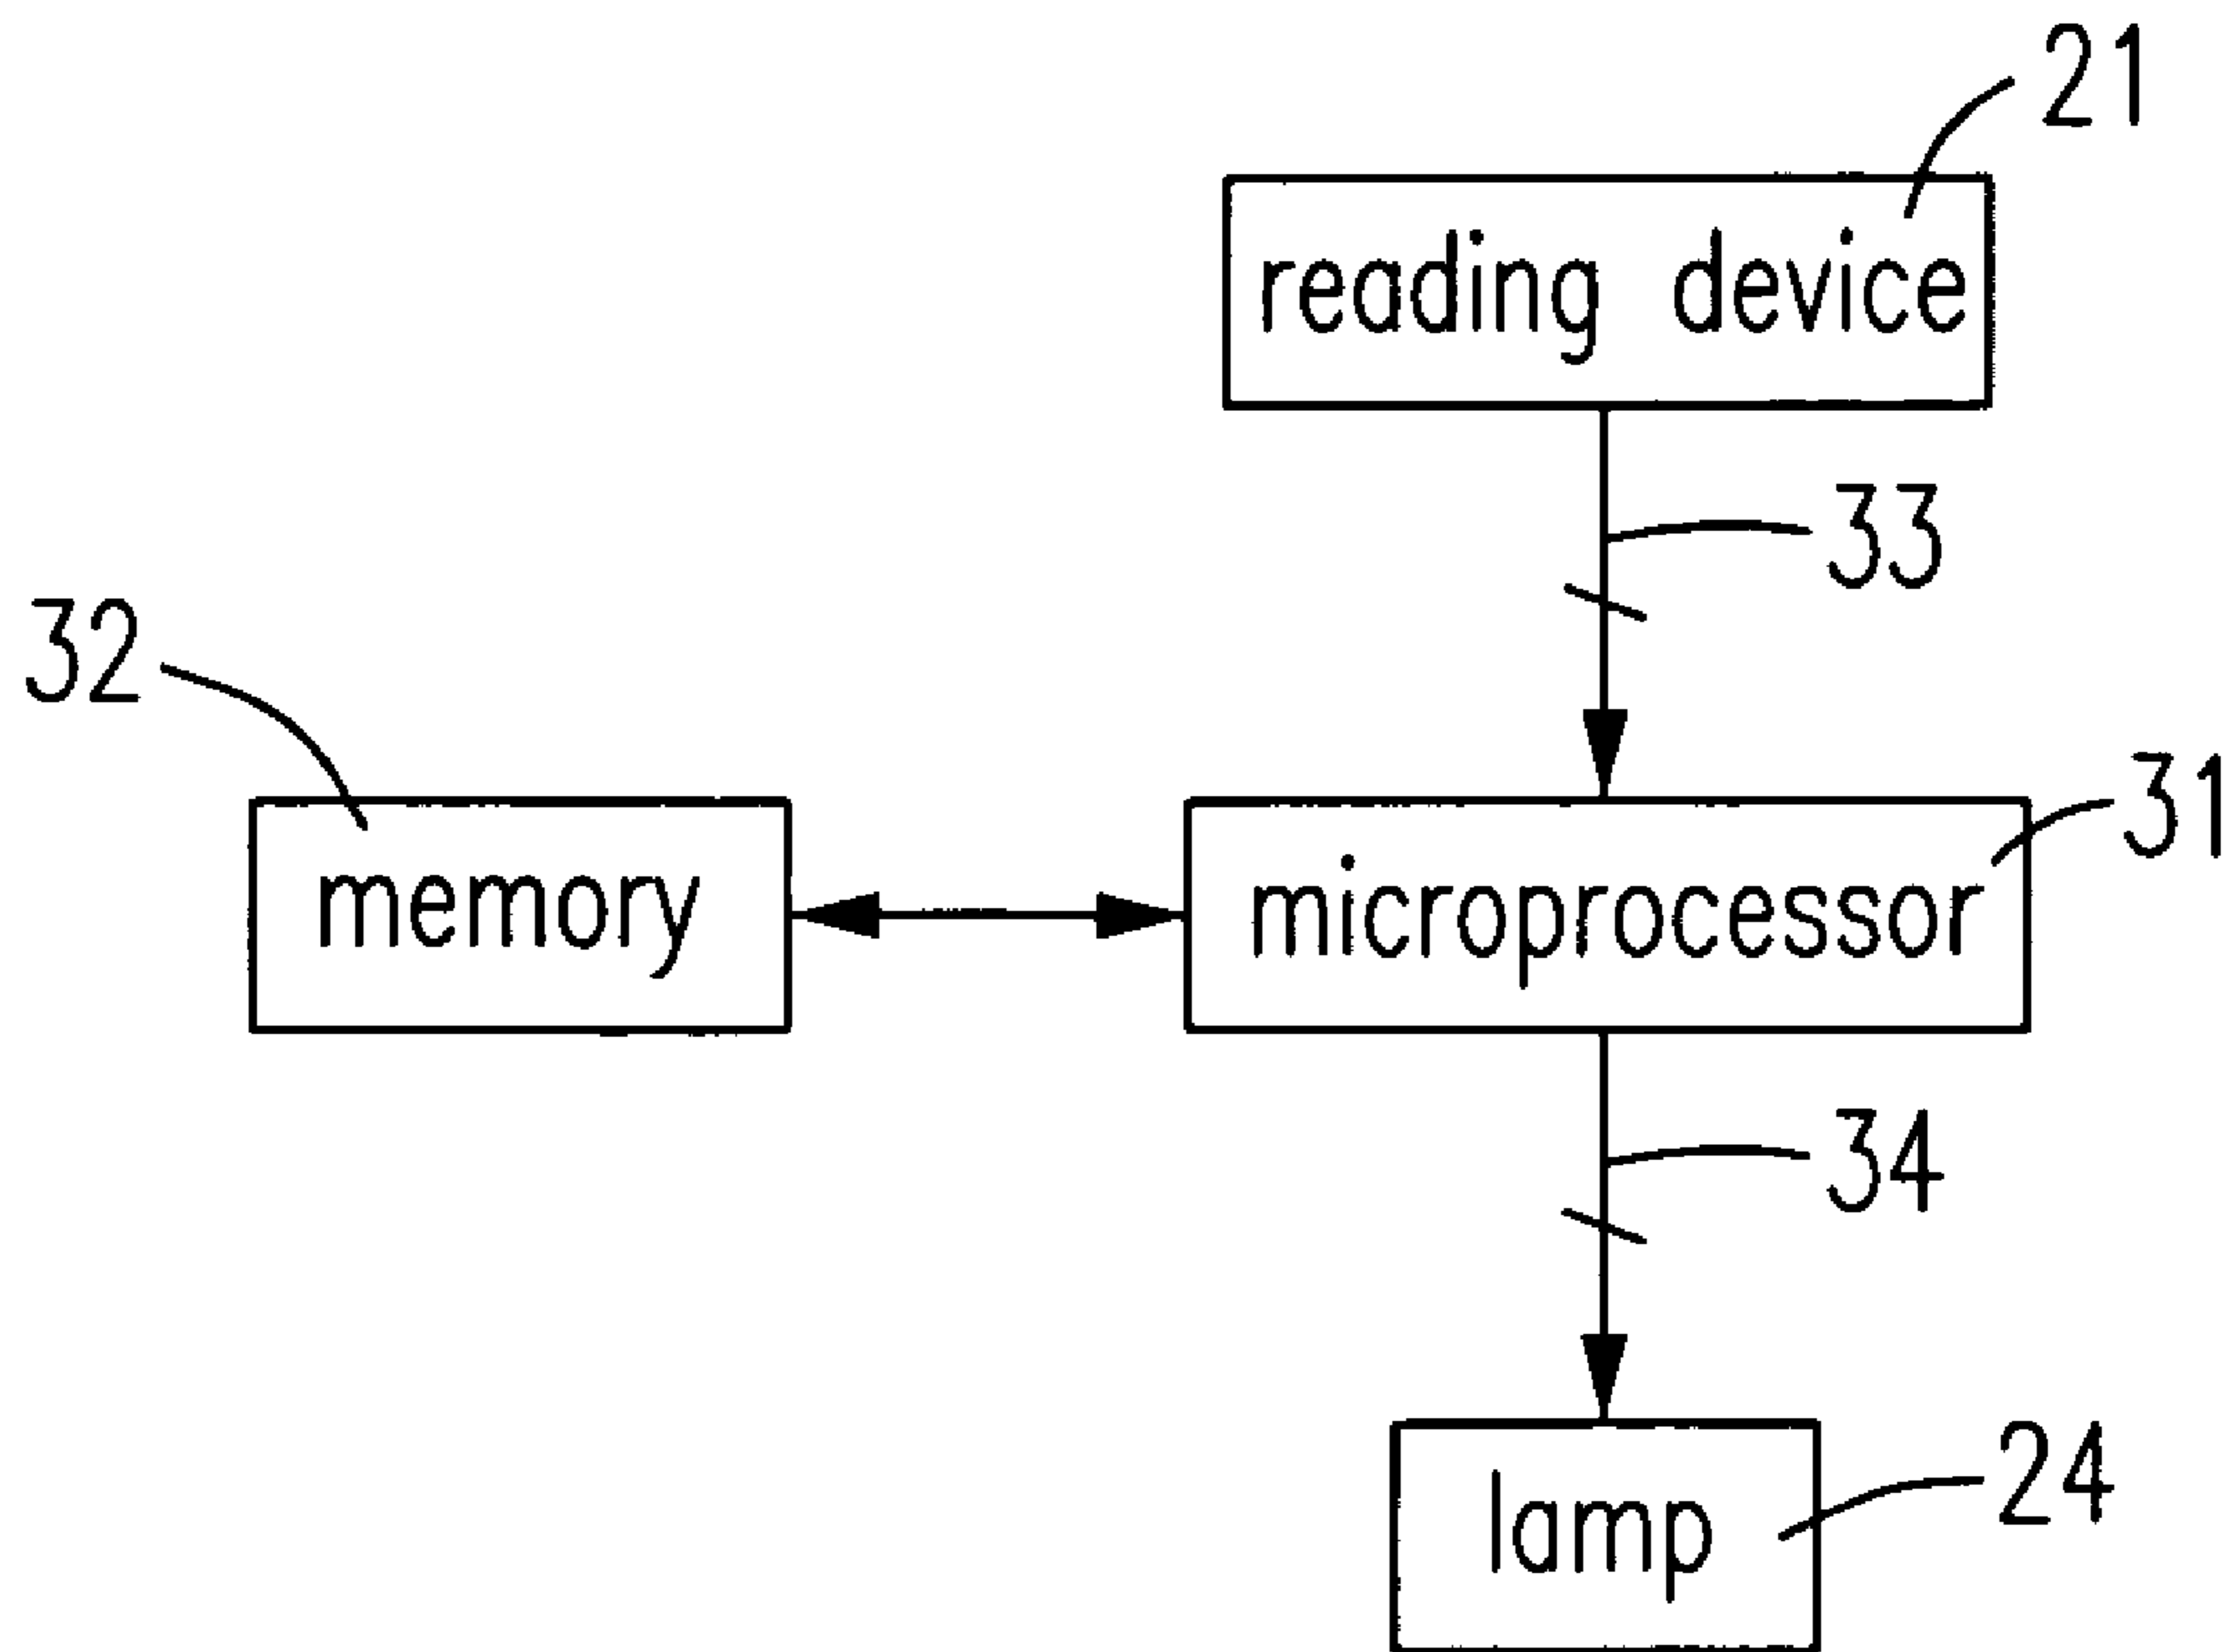 21
reading device
33
32
31
memory
microprocessor
34
24
lamp